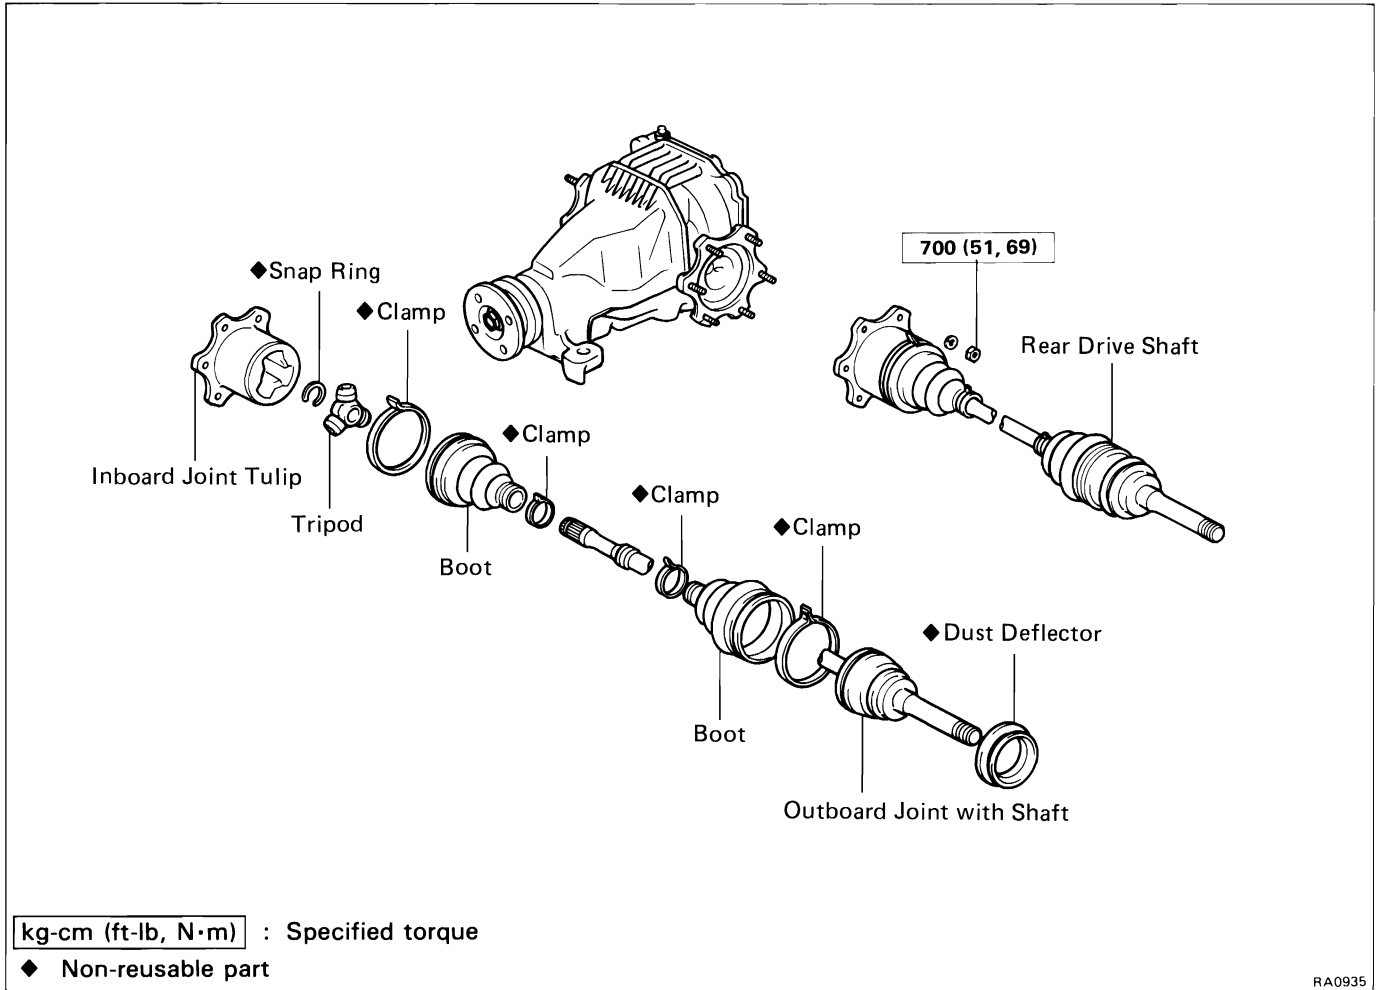 700 (51, 69)
◆Snap Ring
◆Clamp
Rear Drive Shaft
◆Clamp
Inboard Joint Tulip
◆Clamp
Tripod
◆Clamp
Boot
◆Dust Deflector
Boot
Outboard Joint with Shaft
kg-cm (ft-lb, N·m) : Specified torque
◆ Non-reusable part
RA0935